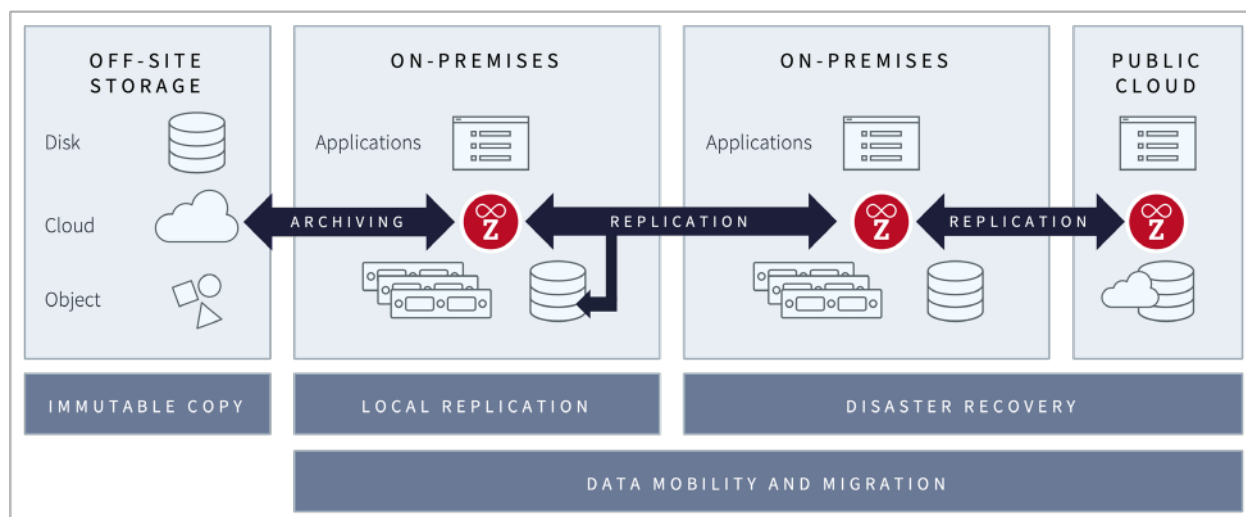 OFF-SITE
STORAGE
Disk
Cloud
Object
ARCHIVING
ON-PREMISES
Applications
Z
REPLICATION
ON-PREMISES
Applications
Z
REPLICATION
PUBLIC
CLOUD
Z
IMMUTABLE COPY
LOCAL REPLICATION
DISASTER RECOVERY
DATA MOBILITY AND MIGRATION